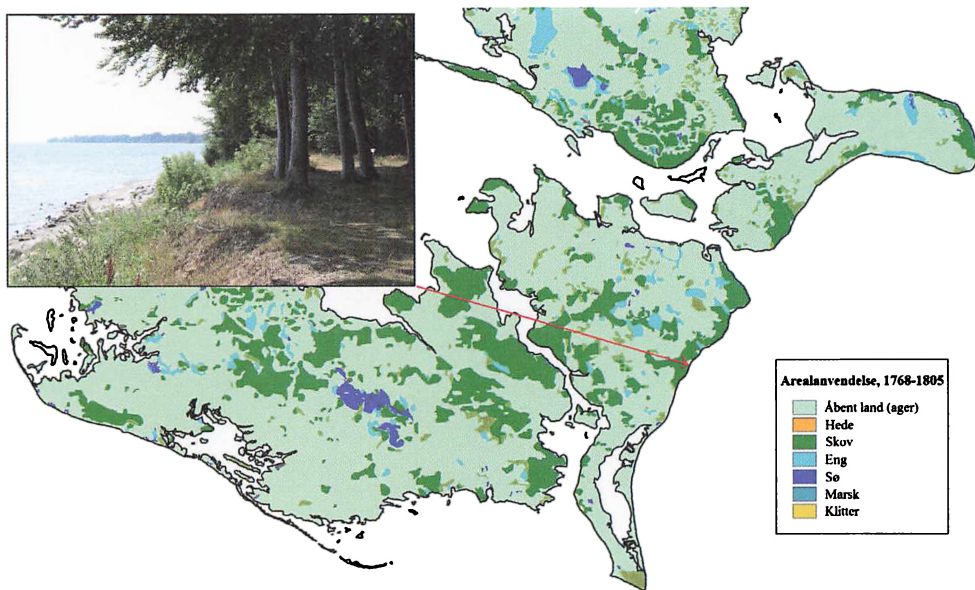 Arealanvendelse, 1768-1805
Åbent land (ager)
Hede
Skov
Eng
Sø
Marsk
Klitter